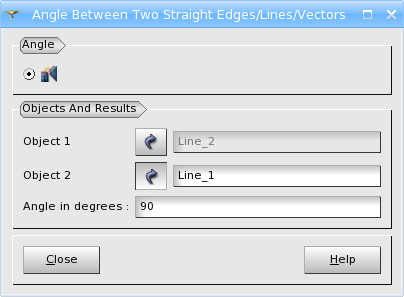 Angle Between Two Straight Edges/Lines/Vectors
Angle
Objects And Results
Object 1 Line_2
Object 2 Line_1
Angle in degrees : 90
Close Help